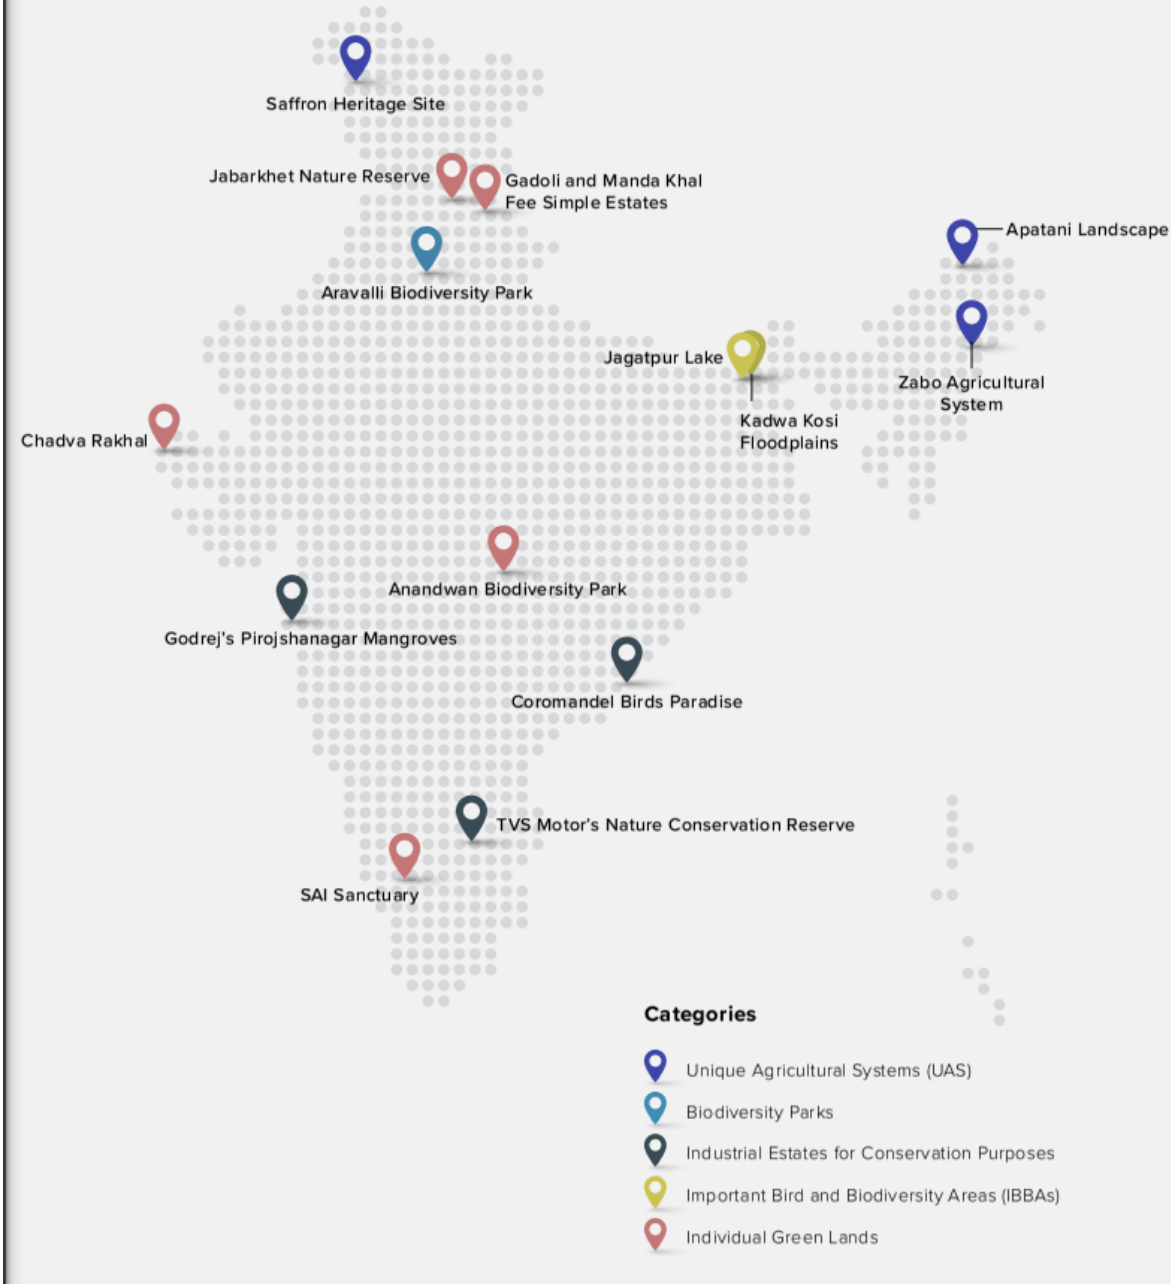 Saffron Heritage Site
Jabarkhet Nature Reserve
Gadoli and Manda Khal
Fee Simple Estates
Apatani Landscape
Aravalli Biodiversity Park
Jagatpur Lake
Zabo Agricultural
System
Kadwa Kosi
Floodplains
Chadva Rakhal
Anandwan Biodiversity Park
Godrej's Pirojshanagar Mangroves
Coromandel Birds Paradise
TVS Motor's Nature Conservation Reserve
SAI Sanctuary
Categories
Unique Agricultural Systems (UAS)
Biodiversity Parks
Industrial Estates for Conservation Purposes
Important Bird and Biodiversity Areas (IBBAs)
Individual Green Lands